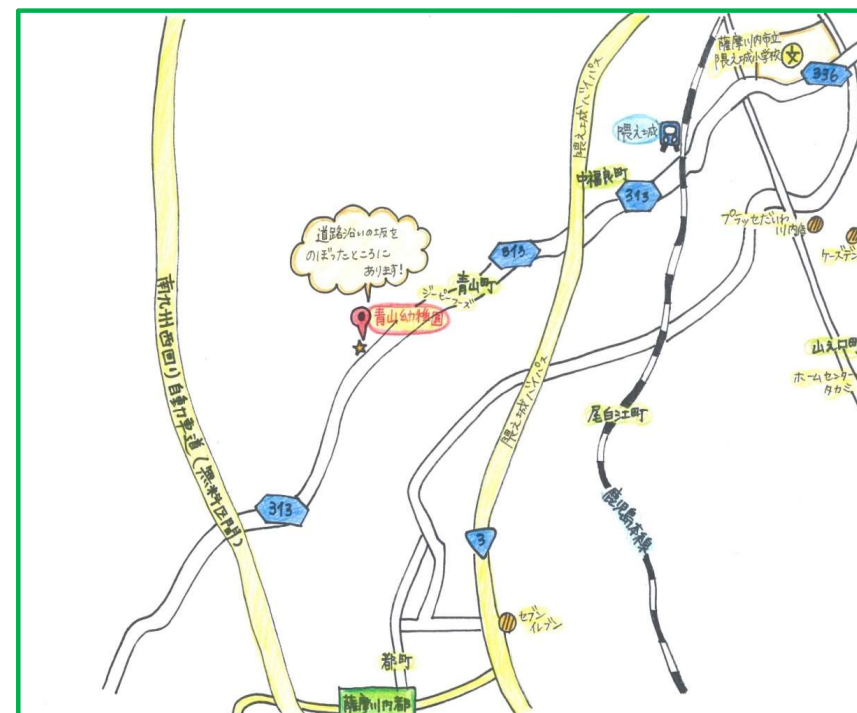 薩摩川内市立
隈之城小学校
文
336
隈之城バイパス
隈之城
中福良町
343
プラッセだいわ
川内店
ケーズデン
道路沿いの坂を
のぼったところに
あります!
343
青山町
ジーピーフーズ
青山幼稚園
南九州西回り自動車道(無料区間)
隈之城バイパス
山之口町
ホームセンター
タカミ
尾白江町
343
鹿児島本線
3
セブン
イレブン
都町
薩摩川内都